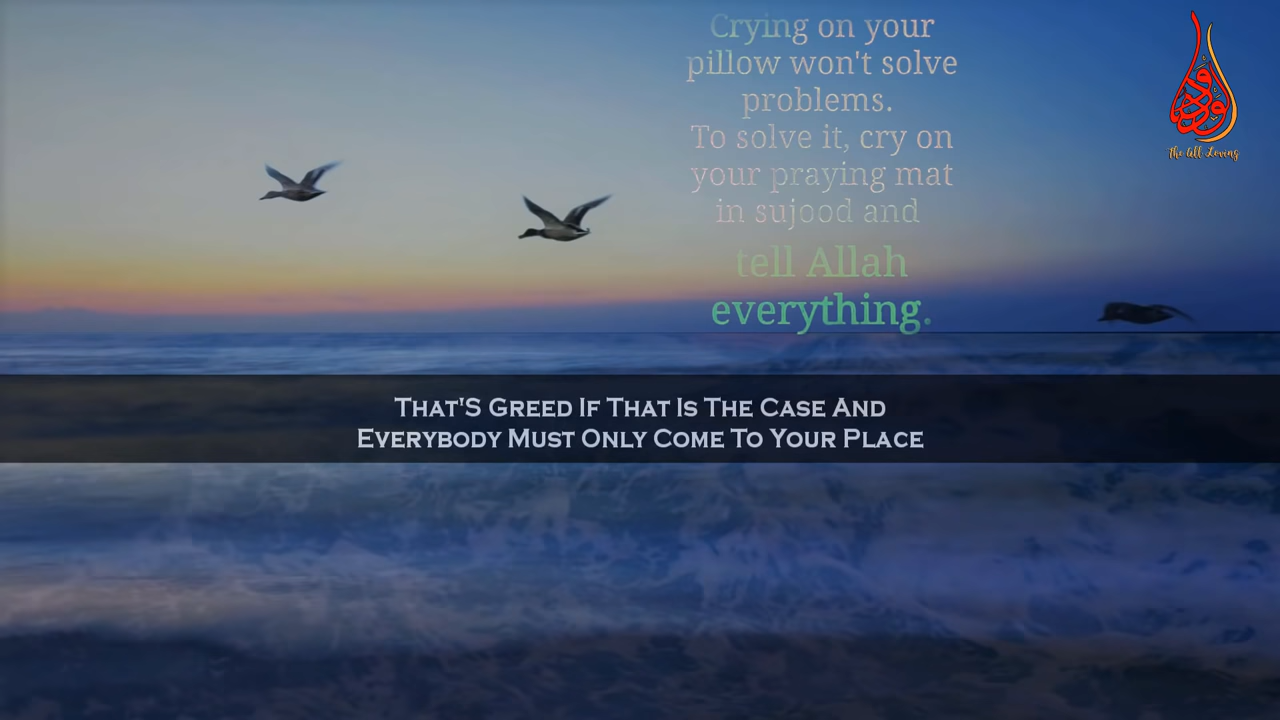 Crying on your
pillow won't solve
problems.
To solve it, cry on
your praying mat
in sujood and
tell Allah
everything.
الودود
The All Loving
THAT'S GREED IF THAT IS THE CASE AND
EVERYBODY MUST ONLY COME TO YOUR PLACE